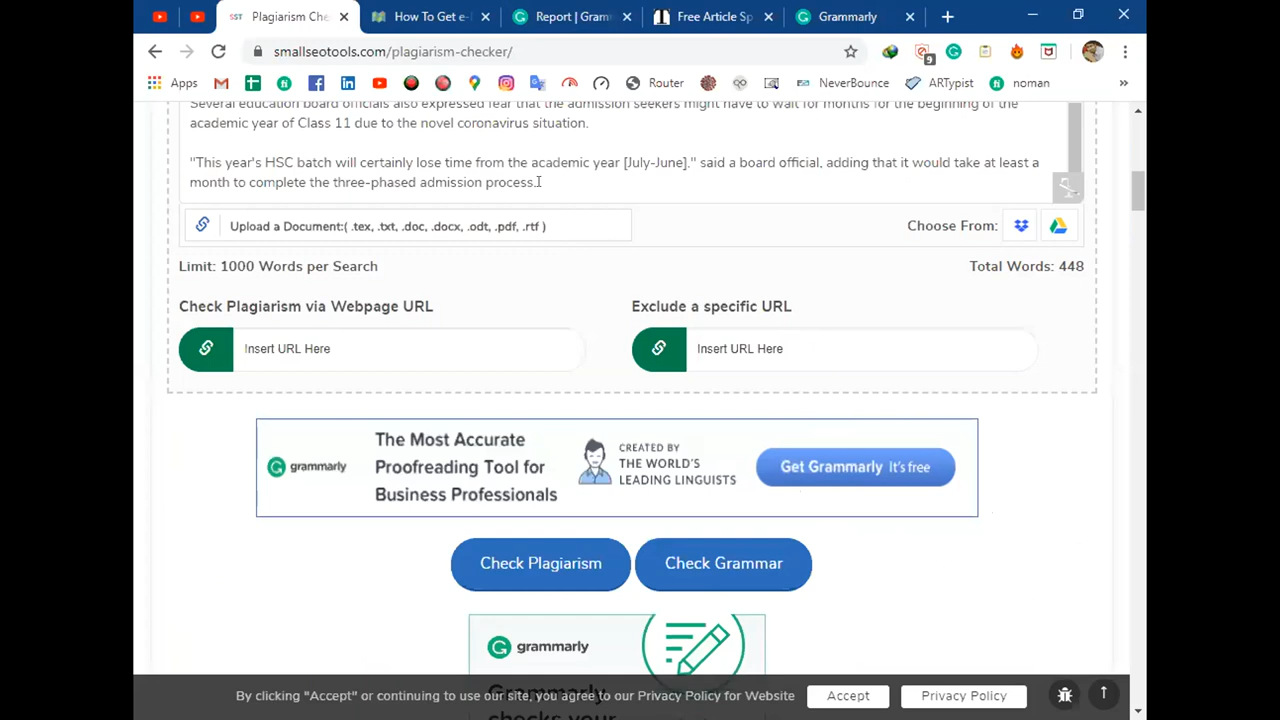 SST Plagiarism Che
How To Get e-
Report | Gramm
Free Article Sp
Grammarly
smallseotools.com/plagiarism-checker/
9
Apps
Router
NeverBounce
ARTypist
noman
Several education board officials also expressed fear that the admission seekers might have to wait for months for the beginning of the
academic year of Class 11 due to the novel coronavirus situation.
"This year's HSC batch will certainly lose time from the academic year [July-June]." said a board official, adding that it would take at least a
month to complete the three-phased admission process.
Upload a Document:( .tex, .txt, .doc, .docx, .odt, .pdf, .rtf )
Choose From:
Limit: 1000 Words per Search
Total Words: 448
Check Plagiarism via Webpage URL
Exclude a specific URL
Insert URL Here
Insert URL Here
grammarly
The Most Accurate
Proofreading Tool for
Business Professionals
CREATED BY
THE WORLD'S
LEADING LINGUISTS
Get Grammarly It's free
Check Plagiarism
Check Grammar
grammarly
Grammarly
checks your
By clicking "Accept" or continuing to use our site, you agree to our Privacy Policy for Website
Accept
Privacy Policy